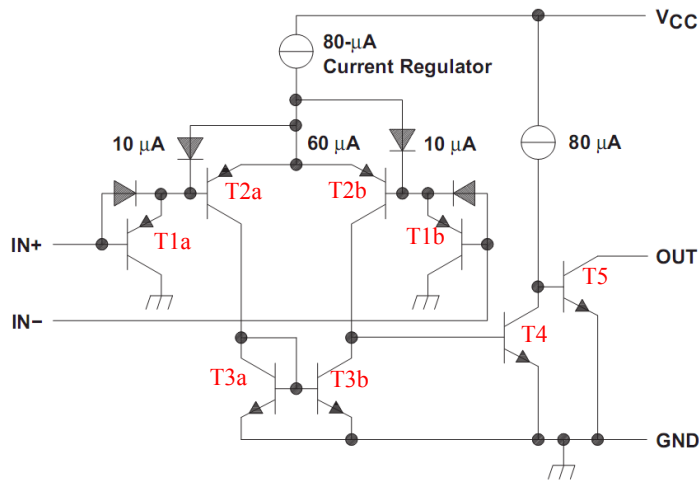 V_CC
80-µA
Current Regulator
10 µA
60 µA
10 µA
80 µA
T2a
T2b
T1a
T1b
IN+
OUT
T5
IN−
T4
T3a
T3b
GND